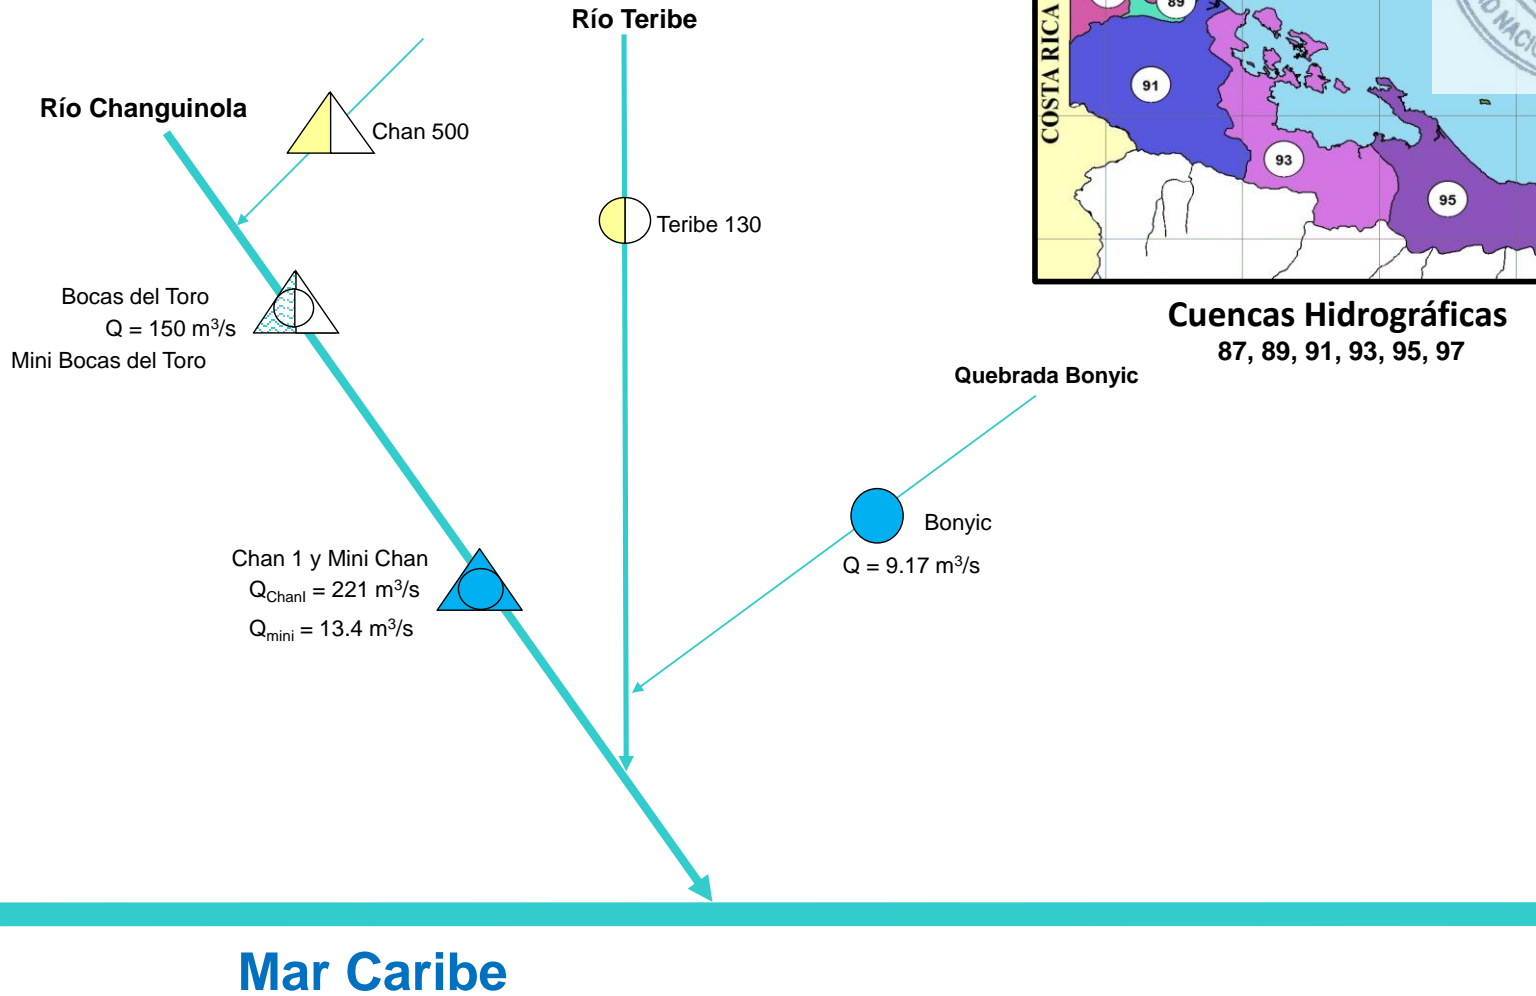 Río Teribe
Río Changuinola
Chan 500
Teribe 130
Bocas del Toro
Q = 150 m³/s
Mini Bocas del Toro
Quebrada Bonyic
Bonyic
Q = 9.17 m³/s
Chan 1 y Mini Chan
Q_ChanI = 221 m³/s
Q_mini = 13.4 m³/s
Mar Caribe
COSTA RICA
89
91
93
95
Cuencas Hidrográficas
87, 89, 91, 93, 95, 97